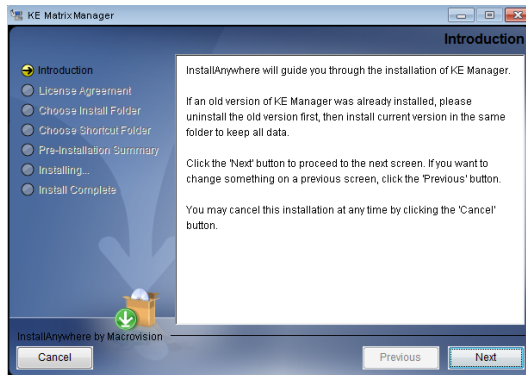 KE MatrixManager
Introduction
Introduction
License Agreement
Choose Install Folder
Choose Shortcut Folder
Pre-Installation Summary
Installing...
Install Complete
InstallAnywhere will guide you through the installation of KE Manager.
If an old version of KE Manager was already installed, please
uninstall the old version first, then install current version in the same
folder to keep all data.
Click the 'Next' button to proceed to the next screen. If you want to
change something on a previous screen, click the 'Previous' button.
You may cancel this installation at any time by clicking the 'Cancel'
button.
InstallAnywhere by Macrovision
Cancel
Previous
Next